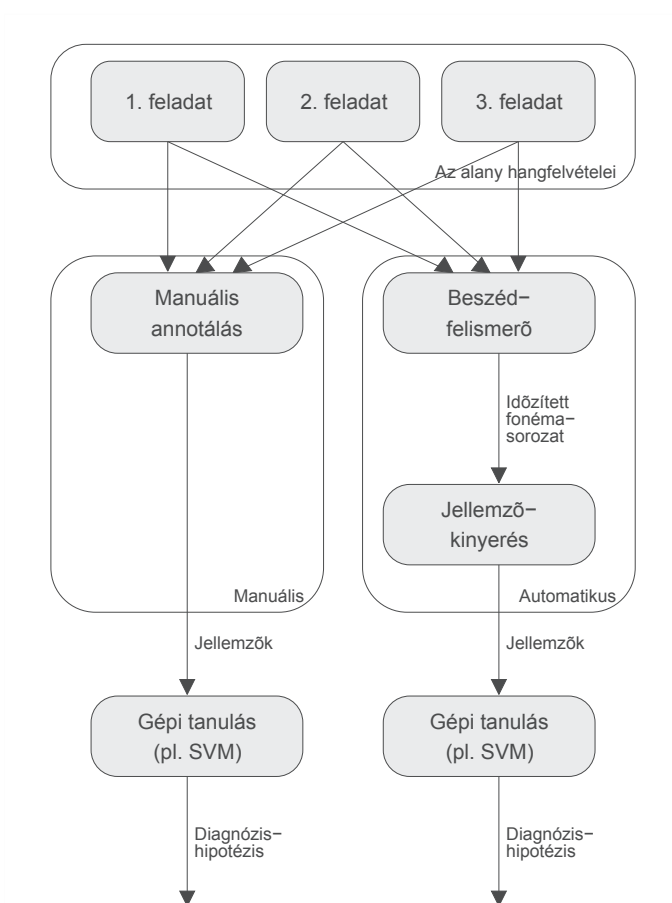 1. feladat
2. feladat
3. feladat
Az alany hangfelvételei
Manuális
annotálás
Beszéd−
felismerõ
Idõzített
fonéma−
sorozat
Jellemzõ−
kinyerés
Manuális
Automatikus
Jellemzõk
Jellemzõk
Gépi tanulás
(pl. SVM)
Gépi tanulás
(pl. SVM)
Diagnózis−
hipotézis
Diagnózis−
hipotézis